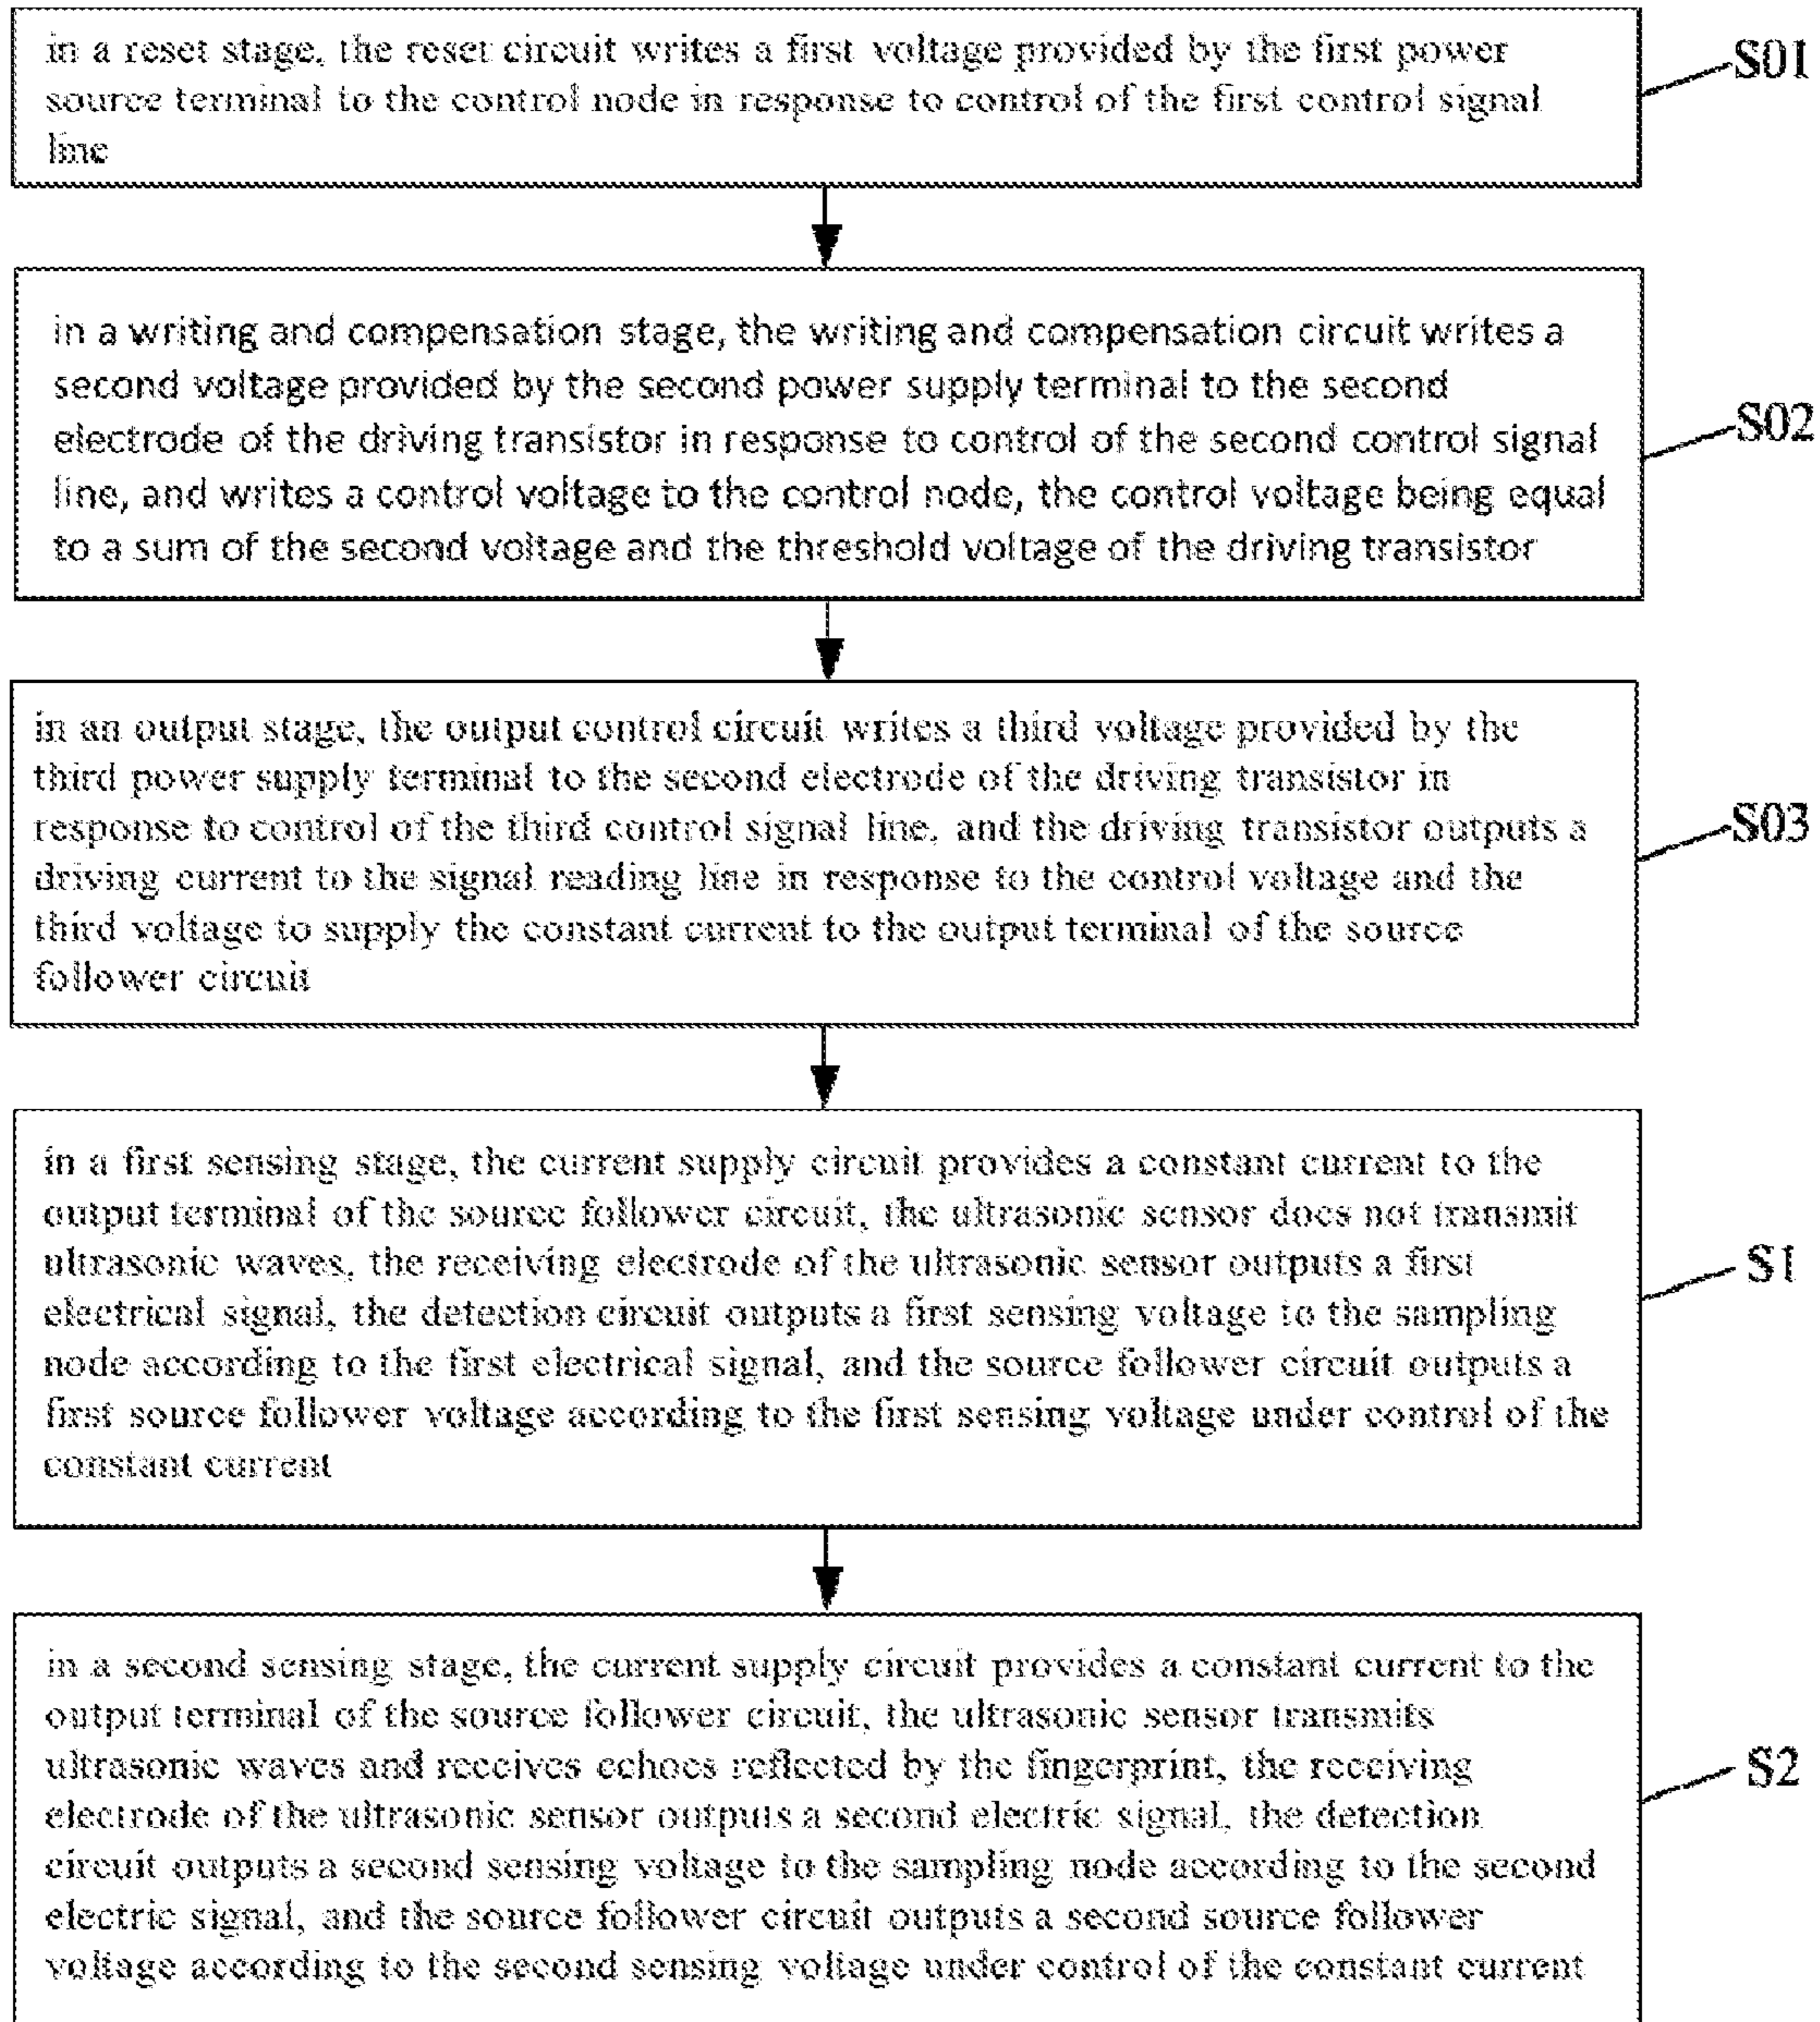 in a reset stage, the reset circuit writes a first voltage provided by the first power
source terminal to the control node in response to control of the first control signal
line
S01
in a writing and compensation stage, the writing and compensation circuit writes a
second voltage provided by the second power supply terminal to the second
electrode of the driving transistor in response to control of the second control signal
line, and writes a control voltage to the control node, the control voltage being equal
to a sum of the second voltage and the threshold voltage of the driving transistor
S02
in an output stage, the output control circuit writes a third voltage provided by the
third power supply terminal to the second electrode of the driving transistor in
response to control of the third control signal line, and the driving transistor outputs a
driving current to the signal reading line in response to the control voltage and the
third voltage to supply the constant current to the output terminal of the source
follower circuit
S03
in a first sensing stage, the current supply circuit provides a constant current to the
output terminal of the source follower circuit, the ultrasonic sensor does not transmit
ultrasonic waves, the receiving electrode of the ultrasonic sensor outputs a first
electrical signal, the detection circuit outputs a first sensing voltage to the sampling
node according to the first electrical signal, and the source follower circuit outputs a
first source follower voltage according to the first sensing voltage under control of the
constant current
S1
in a second sensing stage, the current supply circuit provides a constant current to the
output terminal of the source follower circuit, the ultrasonic sensor transmits
ultrasonic waves and receives echoes reflected by the fingerprint, the receiving
electrode of the ultrasonic sensor outputs a second electric signal, the detection
circuit outputs a second sensing voltage to the sampling node according to the second
electric signal, and the source follower circuit outputs a second source follower
voltage according to the second sensing voltage under control of the constant current
S2